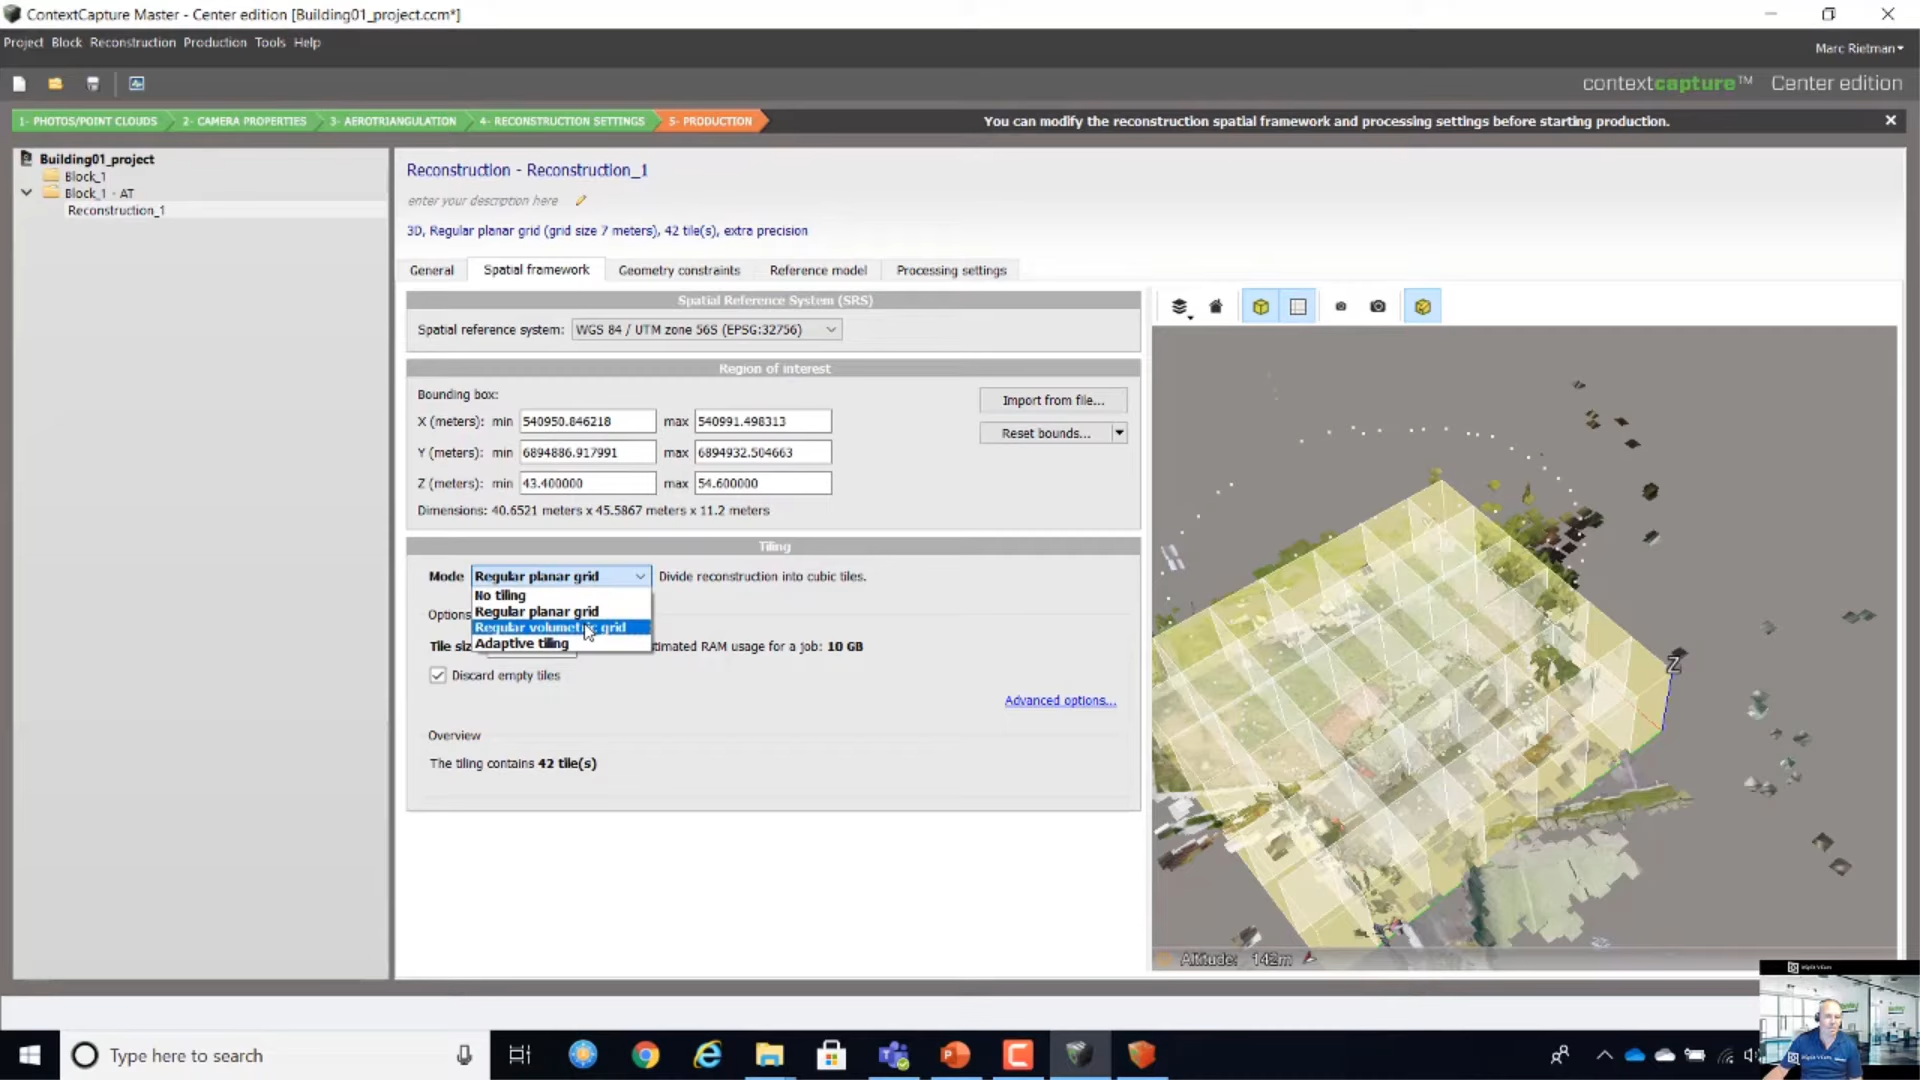 ContextCapture Master - Center edition [Building01_project.ccm*]
Project Block Reconstruction Production Tools Help
Marc Rietman
contextcapture™ Center edition
1- PHOTOS/POINT CLOUDS 2- CAMERA PROPERTIES 3- AEROTRIANGULATION 4- RECONSTRUCTION SETTINGS 5- PRODUCTION
You can modify the reconstruction spatial framework and processing settings before starting production.
Building01_project
Block_1
Block_1 - AT
Reconstruction_1
Reconstruction - Reconstruction_1
enter your description here
3D, Regular planar grid (grid size 7 meters), 42 tile(s), extra precision
General Spatial framework Geometry constraints Reference model Processing settings
Spatial Reference System (SRS)
Spatial reference system: WGS 84 / UTM zone 56S (EPSG:32756)
Region of interest
Bounding box:
Import from file...
X (meters): min 540950.846218 max 540991.498313
Reset bounds...
Y (meters): min 6894886.917991 max 6894932.504663
Z (meters): min 43.400000 max 54.600000
Dimensions: 40.6521 meters x 45.5867 meters x 11.2 meters
Tiling
Mode Regular planar grid Divide reconstruction into cubic tiles.
No tiling
Regular planar grid
Regular volumetric grid
Adaptive tiling
Options
Tile siz timated RAM usage for a job: 10 GB
Discard empty tiles
Advanced options...
Overview
The tiling contains 42 tile(s)
Z
Altitude: 142m
Type here to search